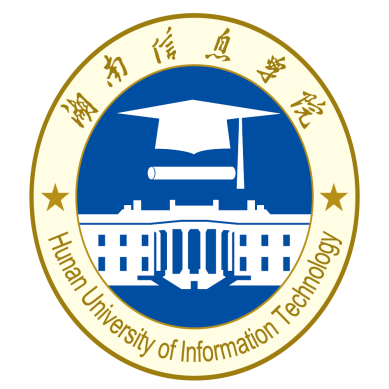 湖南信息学院
Hunan University of Information Technology